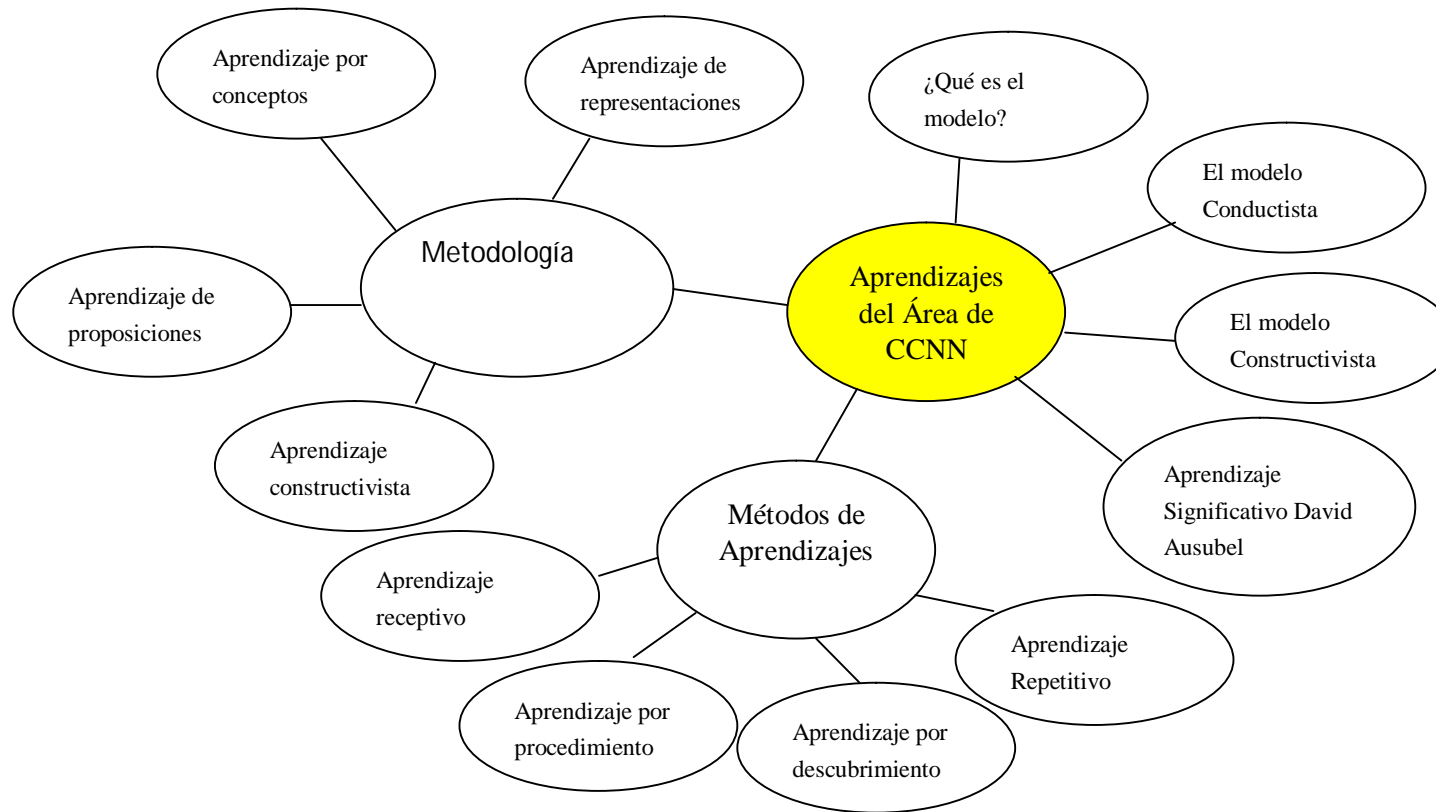 Aprendizaje por
conceptos
Aprendizaje de
representaciones
¿Qué es el
modelo?
El modelo
Conductista
Metodología
Aprendizajes
del Área de
CCNN
Aprendizaje de
proposiciones
El modelo
Constructivista
Aprendizaje
constructivista
Aprendizaje
Significativo David
Ausubel
Métodos de
Aprendizajes
Aprendizaje
receptivo
Aprendizaje
Repetitivo
Aprendizaje por
procedimiento
Aprendizaje por
descubrimiento